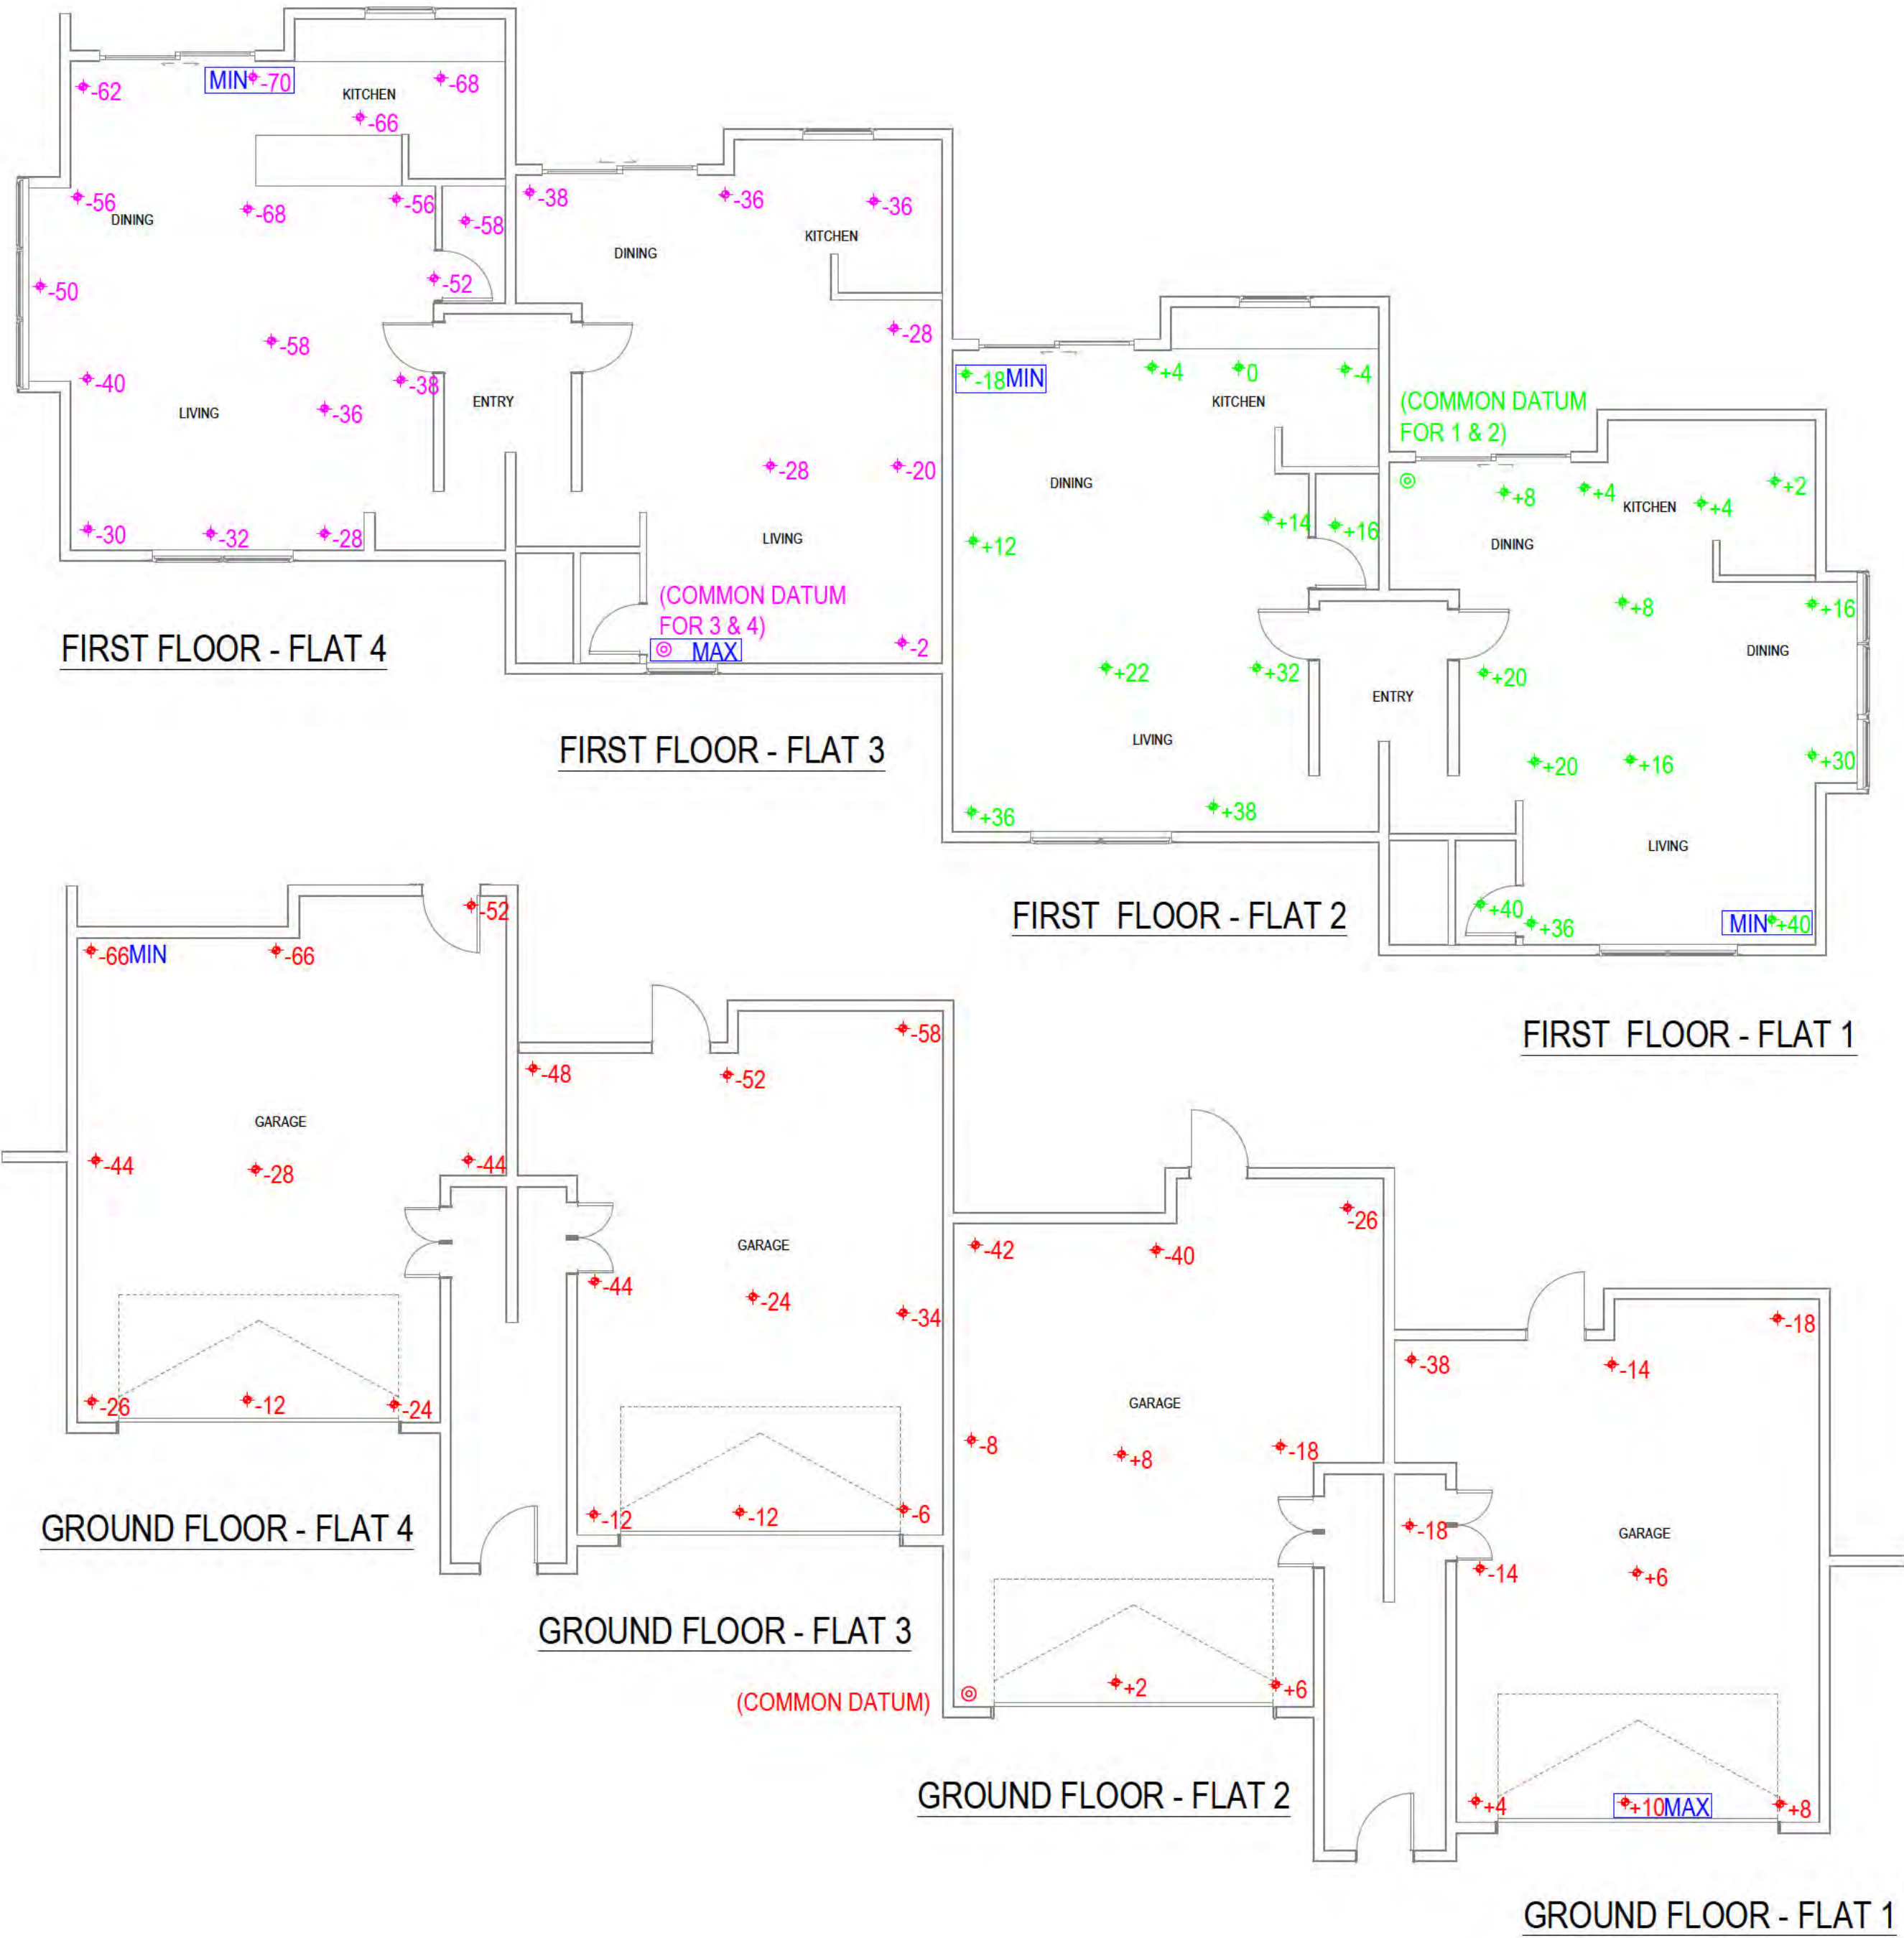 MIN -70
-62
-68
KITCHEN
-66
-56
DINING
-68
-56
-58
-52
-50
-58
-40
-38
-36
LIVING
ENTRY
-30
-32
-28
FIRST FLOOR - FLAT 4
-38
-36
-36
KITCHEN
DINING
-28
-28
-20
LIVING
(COMMON DATUM
FOR 3 & 4)
MAX
-2
FIRST FLOOR - FLAT 3
-18MIN
+4
0
-4
KITCHEN
DINING
+14
+16
+12
+22
+32
ENTRY
LIVING
+36
+38
FIRST FLOOR - FLAT 2
(COMMON DATUM
FOR 1 & 2)
+8
+4
+2
KITCHEN
+4
DINING
+8
+16
DINING
+20
+20
+16
+30
LIVING
+40
+36
MIN +40
FIRST FLOOR - FLAT 1
-52
-66MIN
-66
GARAGE
-44
-28
-44
-26
-12
-24
GROUND FLOOR - FLAT 4
-58
-48
-52
GARAGE
-44
-24
-34
-12
-12
-6
GROUND FLOOR - FLAT 3
-26
-42
-40
GARAGE
-8
+8
-18
(COMMON DATUM)
+2
+6
GROUND FLOOR - FLAT 2
-18
-38
-14
-18
GARAGE
-14
+6
+4
+10MAX
+8
GROUND FLOOR - FLAT 1